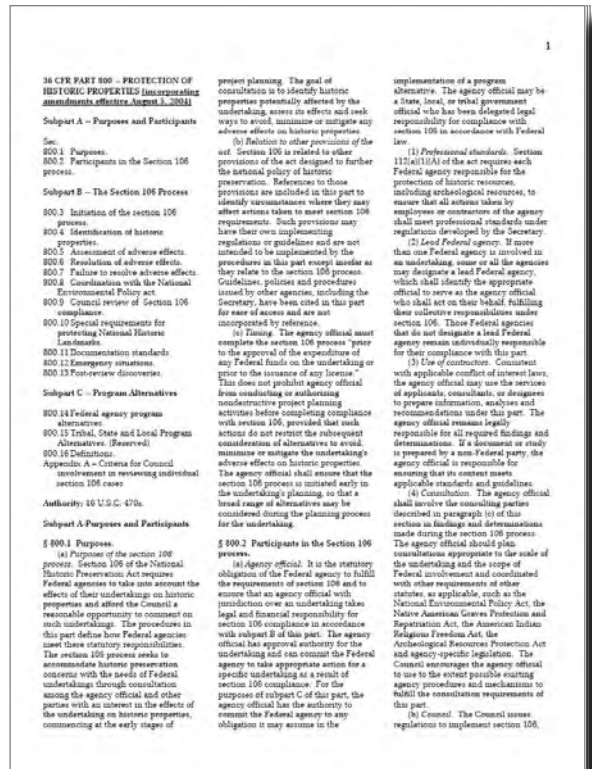 1
36 CFR PART 800 -- PROTECTION OF
HISTORIC PROPERTIES (incorporating
amendments effective August 5, 2004)
Subpart A -- Purposes and Participants
Sec.
800.1 Purposes.
800.2 Participants in the Section 106
process.
Subpart B -- The Section 106 Process
800.3 Initiation of the section 106
process.
800.4 Identification of historic
properties.
800.5 Assessment of adverse effects.
800.6 Resolution of adverse effects.
800.7 Failure to resolve adverse effects.
800.8 Coordination with the National
Environmental Policy act.
800.9 Council review of Section 106
compliance.
800.10 Special requirements for
protecting National Historic
Landmarks.
800.11 Documentation standards.
800.12 Emergency situations.
800.13 Post-review discoveries.
Subpart C -- Program Alternatives
800.14 Federal agency program
alternatives.
800.15 Tribal, State and Local Program
Alternatives. (Reserved)
800.16 Definitions.
Appendix A – Criteria for Council
involvement in reviewing individual
section 106 cases
Authority: 16 U.S.C. 470s.
Subpart A-Purposes and Participants
§ 800.1 Purposes.
(a) Purposes of the section 106
process. Section 106 of the National
Historic Preservation Act requires
Federal agencies to take into account the
effects of their undertakings on historic
properties and afford the Council a
reasonable opportunity to comment on
such undertakings. The procedures in
this part define how Federal agencies
meet these statutory responsibilities.
The section 106 process seeks to
accommodate historic preservation
concerns with the needs of Federal
undertakings through consultation
among the agency official and other
parties with an interest in the effects of
the undertaking on historic properties,
commencing at the early stages of
project planning. The goal of
consultation is to identify historic
properties potentially affected by the
undertaking, assess its effects and seek
ways to avoid, minimize or mitigate any
adverse effects on historic properties.
(b) Relation to other provisions of the
act. Section 106 is related to other
provisions of the act designed to further
the national policy of historic
preservation. References to those
provisions are included in this part to
identify circumstances where they may
affect actions taken to meet section 106
requirements. Such provisions may
have their own implementing
regulations or guidelines and are not
intended to be implemented by the
procedures in this part except insofar as
they relate to the section 106 process.
Guidelines, policies and procedures
issued by other agencies, including the
Secretary, have been cited in this part
for ease of access and are not
incorporated by reference.
(c) Timing. The agency official must
complete the section 106 process "prior
to the approval of the expenditure of
any Federal funds on the undertaking or
prior to the issuance of any license."
This does not prohibit agency official
from conducting or authorizing
nondestructive project planning
activities before completing compliance
with section 106, provided that such
actions do not restrict the subsequent
consideration of alternatives to avoid,
minimize or mitigate the undertaking's
adverse effects on historic properties.
The agency official shall ensure that the
section 106 process is initiated early in
the undertaking's planning, so that a
broad range of alternatives may be
considered during the planning process
for the undertaking.
§ 800.2 Participants in the Section 106
process.
(a) Agency official. It is the statutory
obligation of the Federal agency to fulfill
the requirements of section 106 and to
ensure that an agency official with
jurisdiction over an undertaking takes
legal and financial responsibility for
section 106 compliance in accordance
with subpart B of this part. The agency
official has approval authority for the
undertaking and can commit the Federal
agency to take appropriate action for a
specific undertaking as a result of
section 106 compliance. For the
purposes of subpart C of this part, the
agency official has the authority to
commit the Federal agency to any
obligation it may assume in the
implementation of a program
alternative. The agency official may be
a State, local, or tribal government
official who has been delegated legal
responsibility for compliance with
section 106 in accordance with Federal
law.
(1) Professional standards. Section
112(a)(1)(A) of the act requires each
Federal agency responsible for the
protection of historic resources,
including archeological resources, to
ensure that all actions taken by
employees or contractors of the agency
shall meet professional standards under
regulations developed by the Secretary.
(2) Lead Federal agency. If more
than one Federal agency is involved in
an undertaking, some or all the agencies
may designate a lead Federal agency,
which shall identify the appropriate
official to serve as the agency official
who shall act on their behalf, fulfilling
their collective responsibilities under
section 106. Those Federal agencies
that do not designate a lead Federal
agency remain individually responsible
for their compliance with this part.
(3) Use of contractors. Consistent
with applicable conflict of interest laws,
the agency official may use the services
of applicants, consultants, or designees
to prepare information, analyses and
recommendations under this part. The
agency official remains legally
responsible for all required findings and
determinations. If a document or study
is prepared by a non-Federal party, the
agency official is responsible for
ensuring that its content meets
applicable standards and guidelines.
(4) Consultation. The agency official
shall involve the consulting parties
described in paragraph (c) of this
section in findings and determinations
made during the section 106 process.
The agency official should plan
consultations appropriate to the scale of
the undertaking and the scope of
Federal involvement and coordinated
with other requirements of other
statutes, as applicable, such as the
National Environmental Policy Act, the
Native American Graves Protection and
Repatriation Act, the American Indian
Religious Freedom Act, the
Archeological Resources Protection Act
and agency-specific legislation. The
Council encourages the agency official
to use to the extent possible existing
agency procedures and mechanisms to
fulfill the consultation requirements of
this part.
(b) Council. The Council issues
regulations to implement section 106,